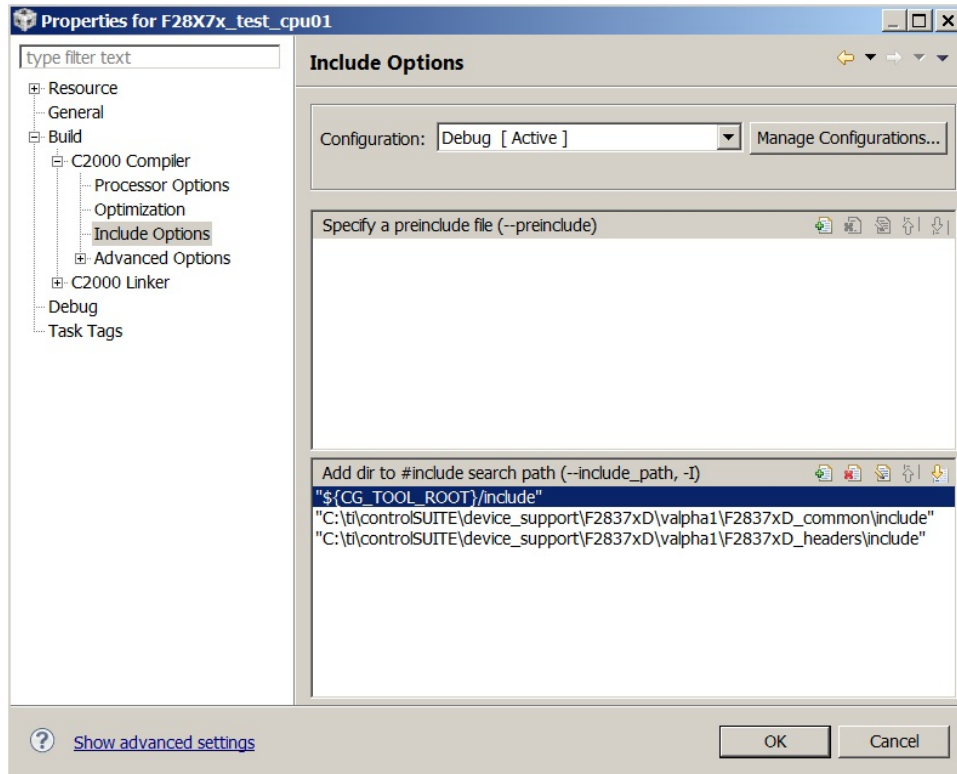 Properties for F28X7x_test_cpu01
type filter text
Resource
General
Build
C2000 Compiler
Processor Options
Optimization
Include Options
Advanced Options
C2000 Linker
Debug
Task Tags
Include Options
Configuration: Debug [ Active ] Manage Configurations...
Specify a preinclude file (--preinclude)
Add dir to #include search path (--include_path, -I)
"${CG_TOOL_ROOT}/include"
"C:\ti\controlSUITE\device_support\F2837xD\valpha1\F2837xD_common\include"
"C:\ti\controlSUITE\device_support\F2837xD\valpha1\F2837xD_headers\include"
? Show advanced settings OK Cancel